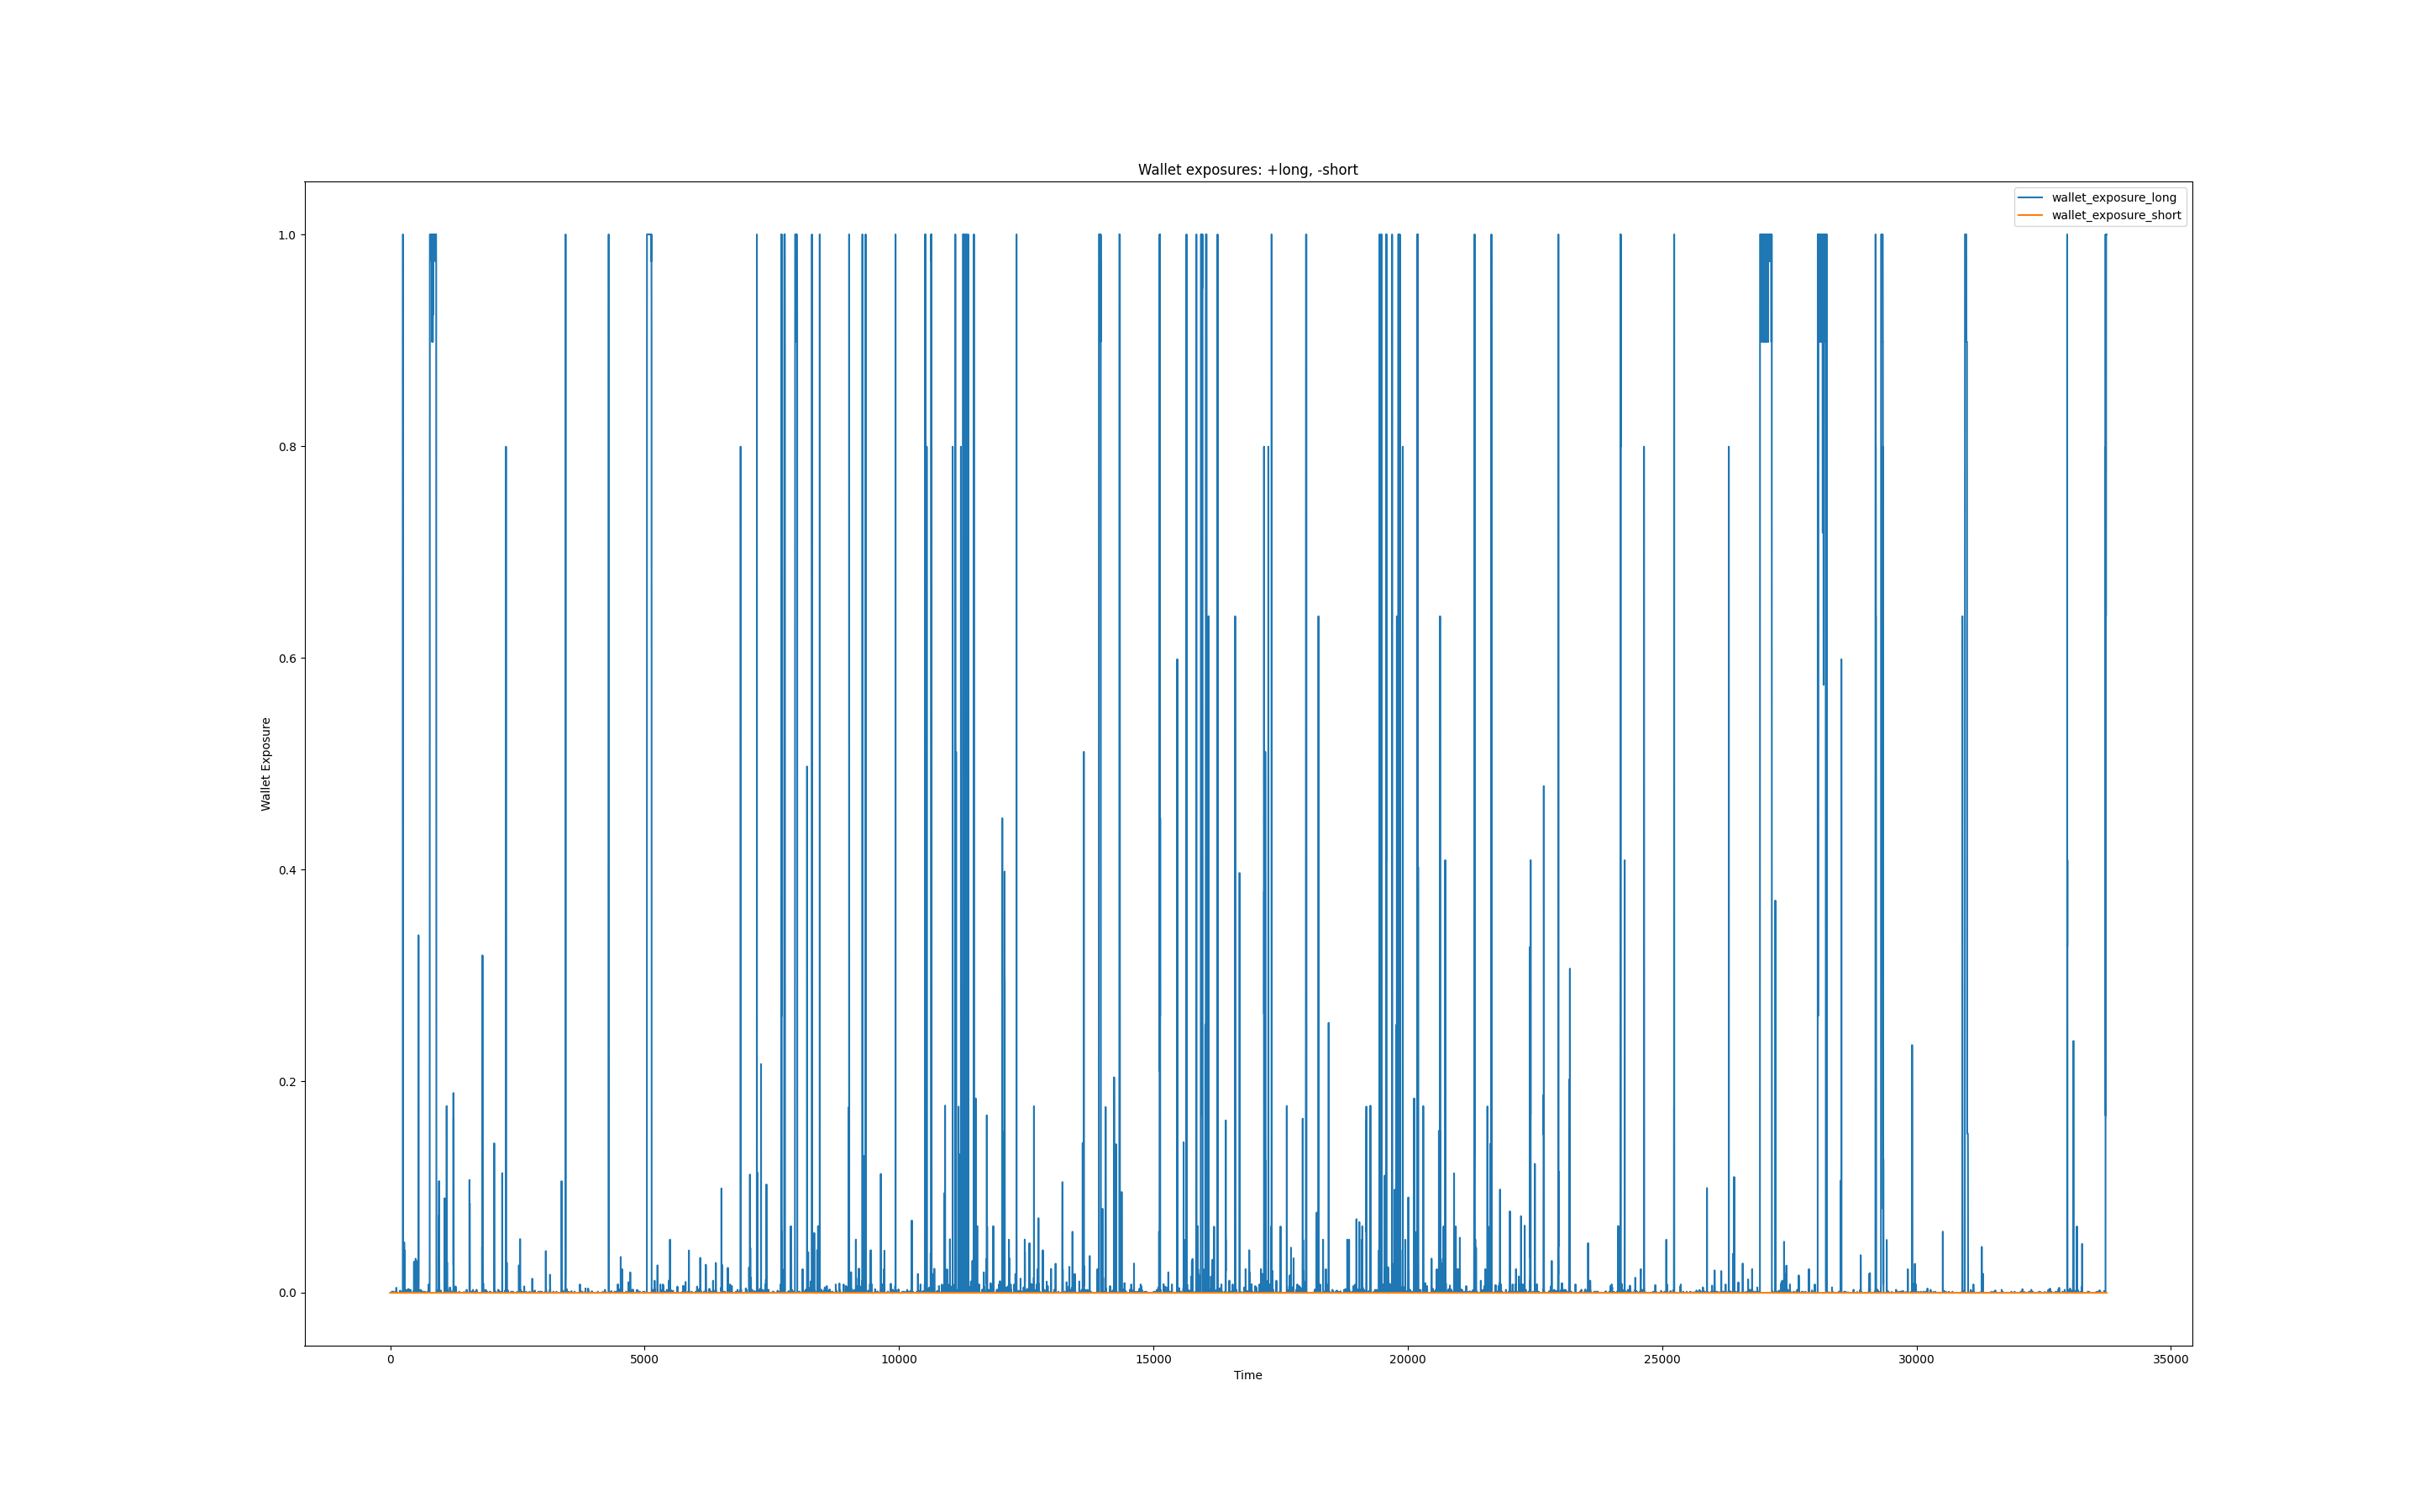 Wallet exposures: +long, -short
wallet_exposure_long
wallet_exposure_short
1.0
0.8
0.6
0.4
0.2
0.0
Wallet Exposure
0 5000 10000 15000 20000 25000 30000 35000
Time